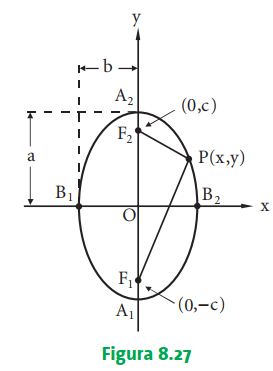 y
b
A₂
(0,c)
F₂
a
P(x,y)
B₁
B₂
O
x
F₁
(0,–c)
A₁
Figura 8.27